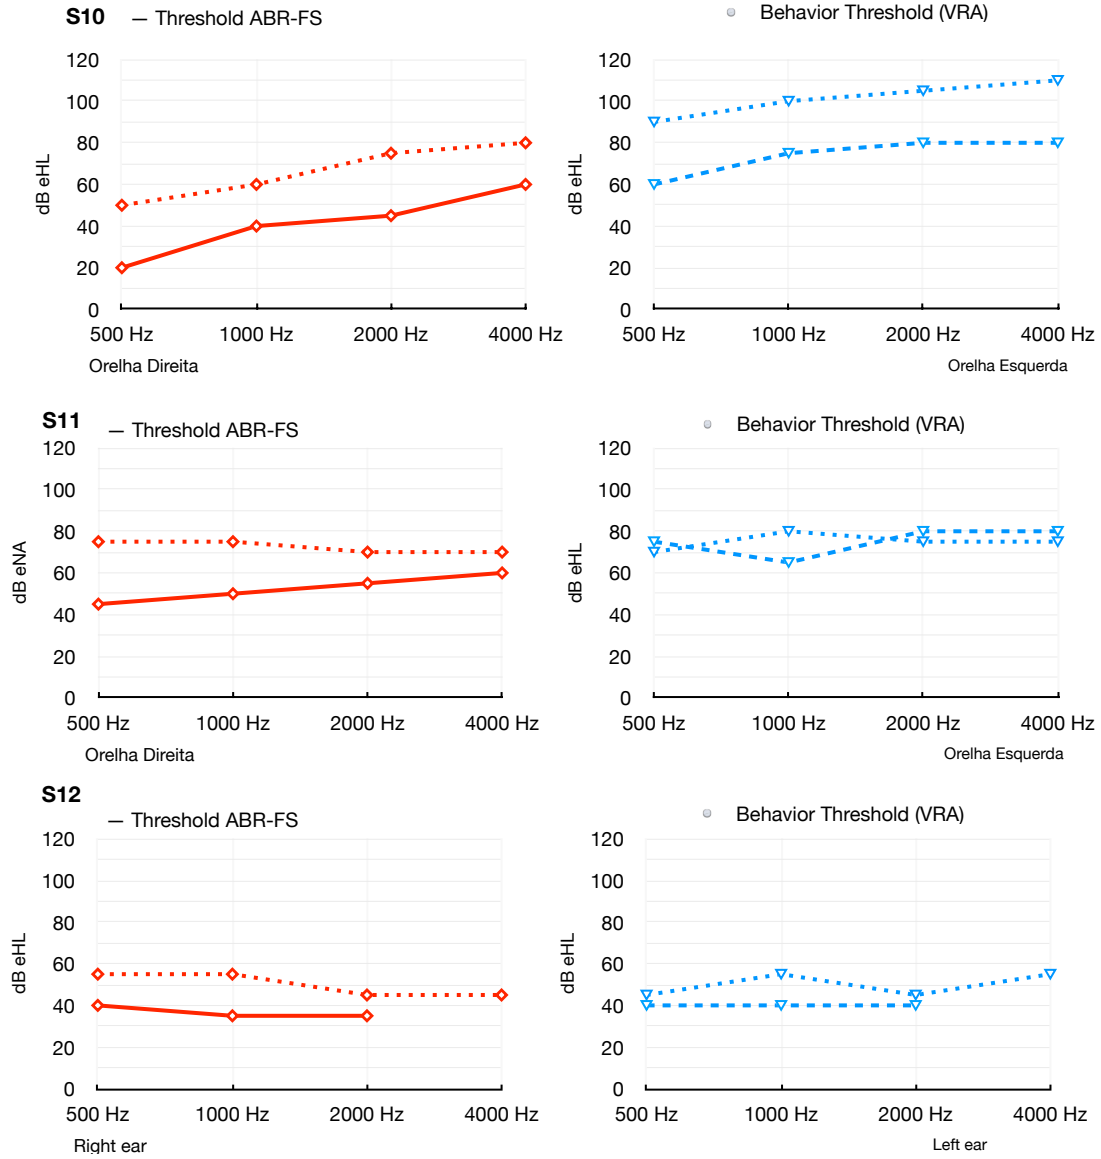 S10 — Threshold ABR-FS
Behavior Threshold (VRA)
120
100
80
60
40
20
0
dB eHL
500 Hz 1000 Hz 2000 Hz 4000 Hz
Orelha Direita
120
100
80
60
40
20
0
dB eHL
500 Hz 1000 Hz 2000 Hz 4000 Hz
Orelha Esquerda
S11 — Threshold ABR-FS
Behavior Threshold (VRA)
120
100
80
60
40
20
0
dB eNA
500 Hz 1000 Hz 2000 Hz 4000 Hz
Orelha Direita
120
100
80
60
40
20
0
dB eHL
500 Hz 1000 Hz 2000 Hz 4000 Hz
Orelha Esquerda
S12
— Threshold ABR-FS
Behavior Threshold (VRA)
120
100
80
60
40
20
0
dB eHL
500 Hz 1000 Hz 2000 Hz 4000 Hz
Right ear
120
100
80
60
40
20
0
dB eHL
500 Hz 1000 Hz 2000 Hz 4000 Hz
Left ear